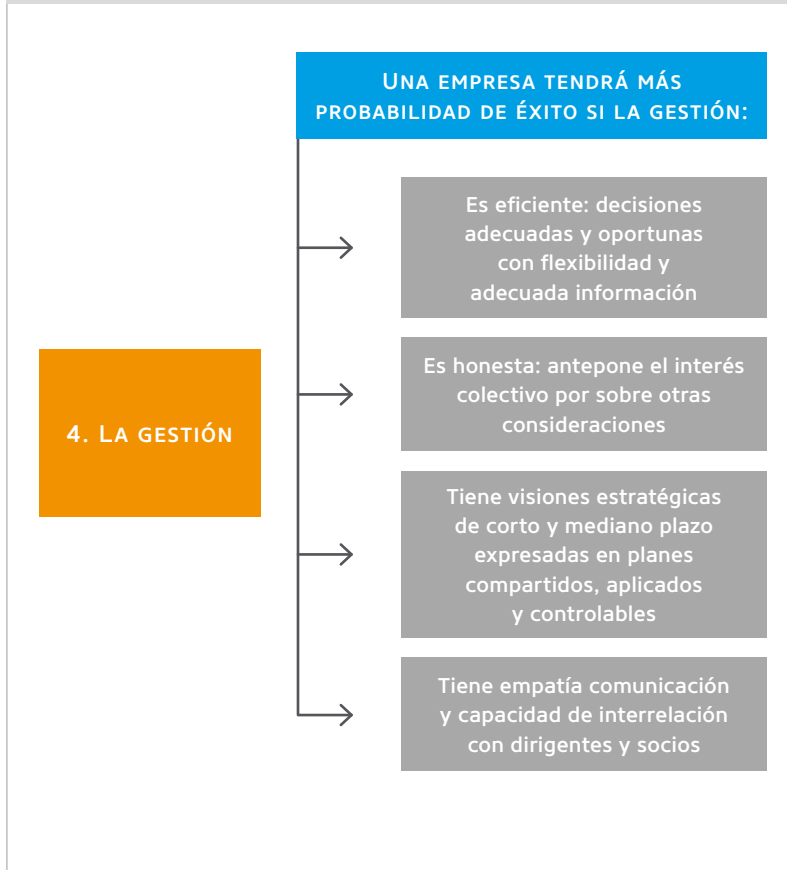 Una empresa tendrá más
probabilidad de éxito si la gestión:
Es eficiente: decisiones
adecuadas y oportunas
con flexibilidad y
adecuada información
Es honesta: antepone el interés
colectivo por sobre otras
consideraciones
4. La gestión
Tiene visiones estratégicas
de corto y mediano plazo
expresadas en planes
compartidos, aplicados
y controlables
Tiene empatía comunicación
y capacidad de interrelación
con dirigentes y socios